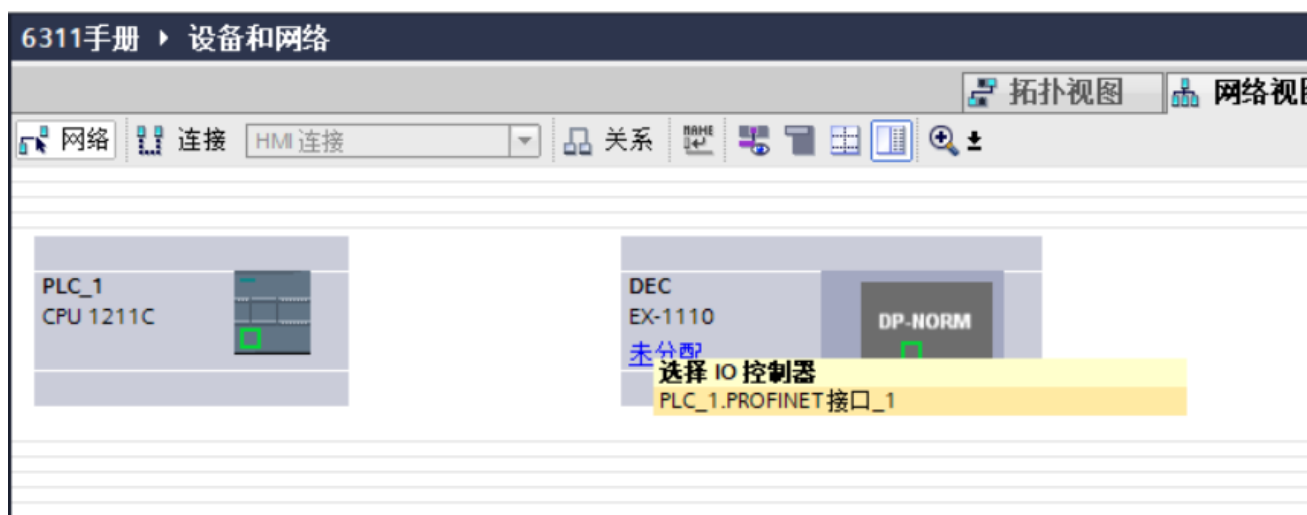 6311手册 ▸ 设备和网络
拓扑视图 网络视图
网络 连接 HMI 连接 关系
PLC_1
CPU 1211C
DEC
EX-1110
DP-NORM
未分配
选择 IO 控制器
PLC_1.PROFINET接口_1